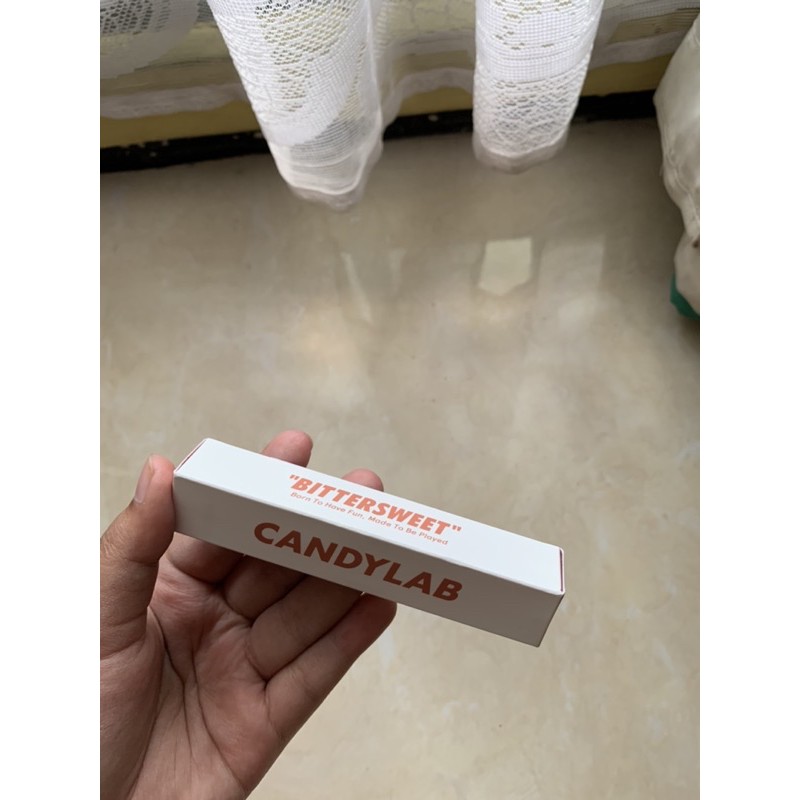 "BITTERSWEET"
Born To Have Fun, Made To Be Played
CANDYLAB